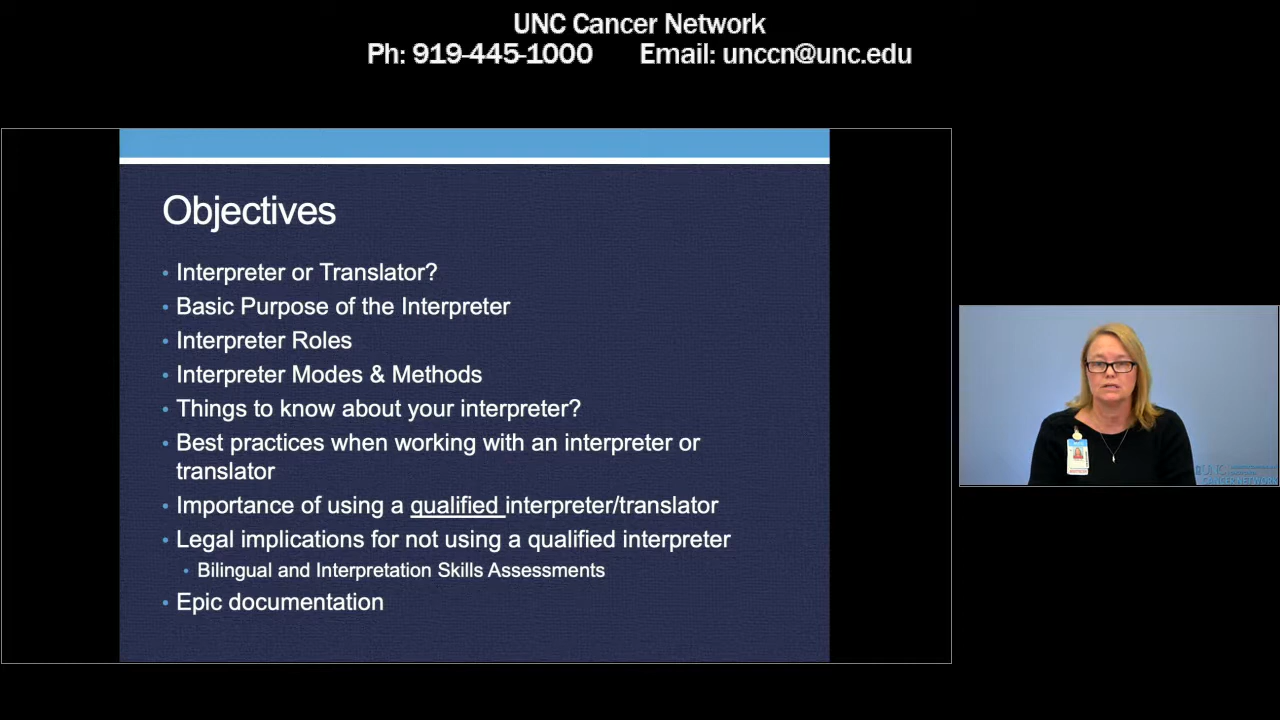 UNC Cancer Network
Ph: 919-445-1000 Email: unccn@unc.edu
Objectives
• Interpreter or Translator?
• Basic Purpose of the Interpreter
• Interpreter Roles
• Interpreter Modes & Methods
• Things to know about your interpreter?
• Best practices when working with an interpreter or
translator
• Importance of using a qualified interpreter/translator
• Legal implications for not using a qualified interpreter
• Bilingual and Interpretation Skills Assessments
• Epic documentation
UNC
CANCER NETWORK